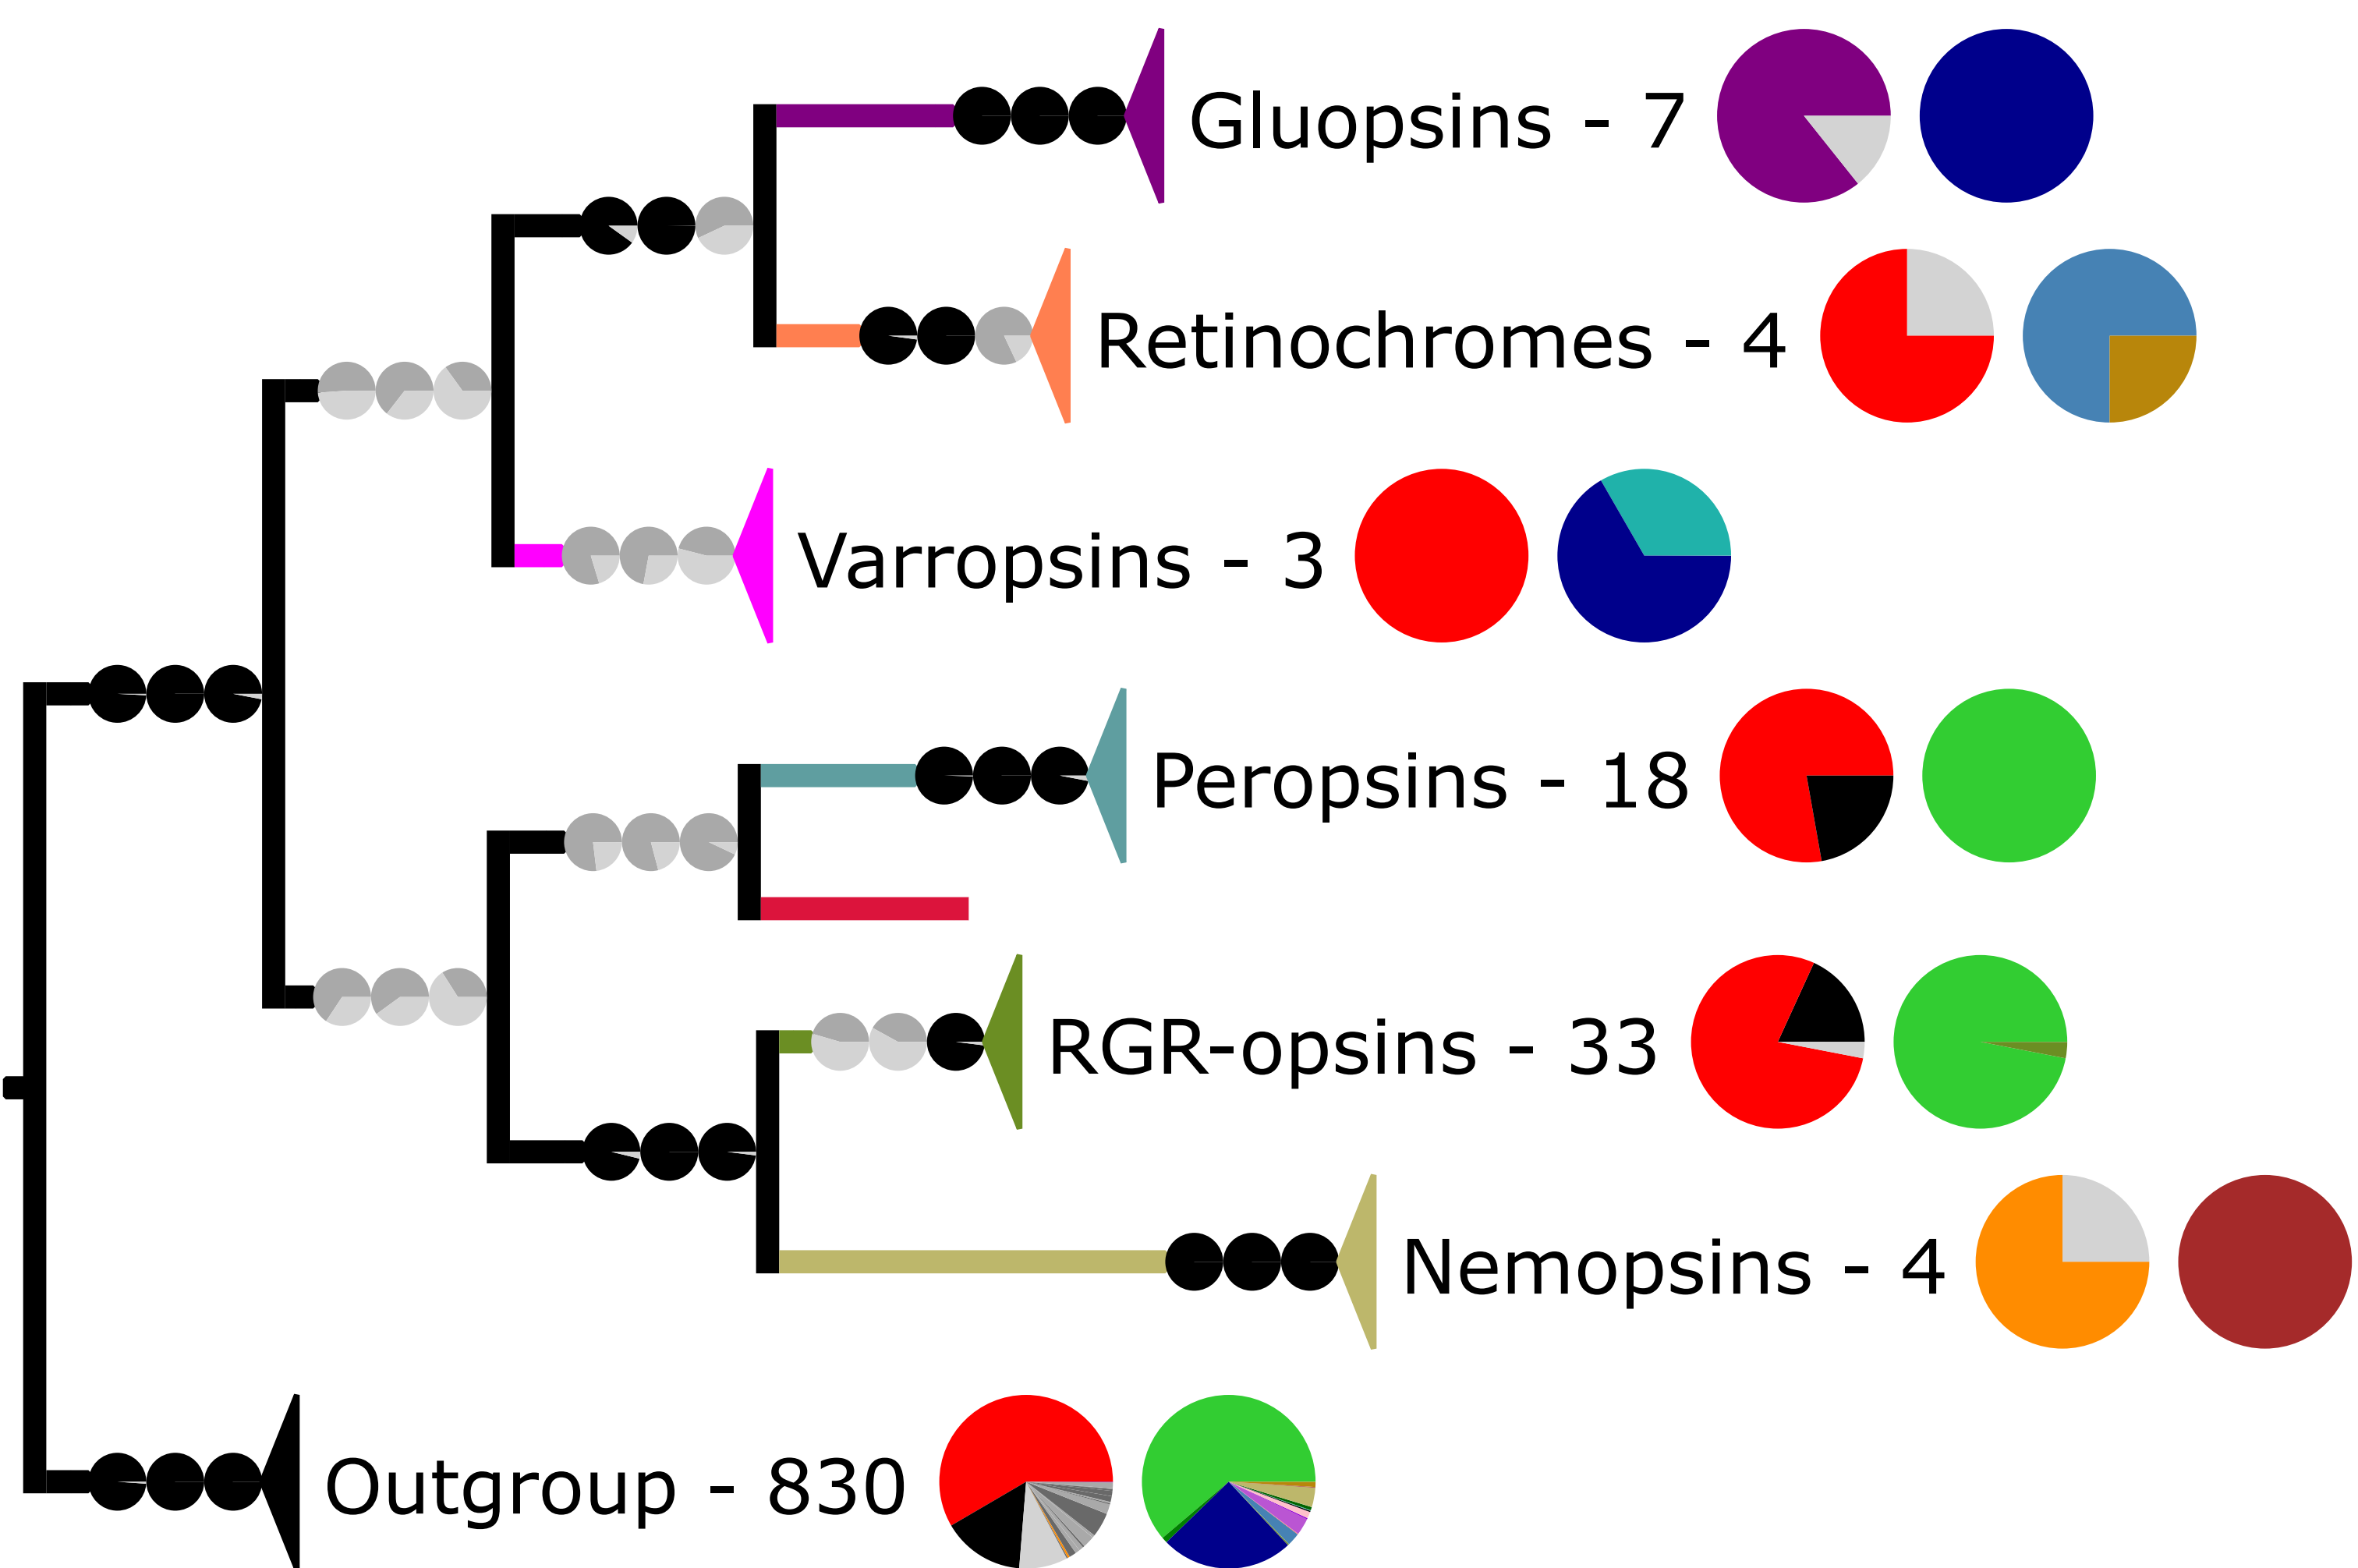 Gluopsins - 7
Retinochromes - 4
Varropsins - 3
Peropsins - 18
RGR-opsins - 33
Nemopsins - 4
Outgroup - 830